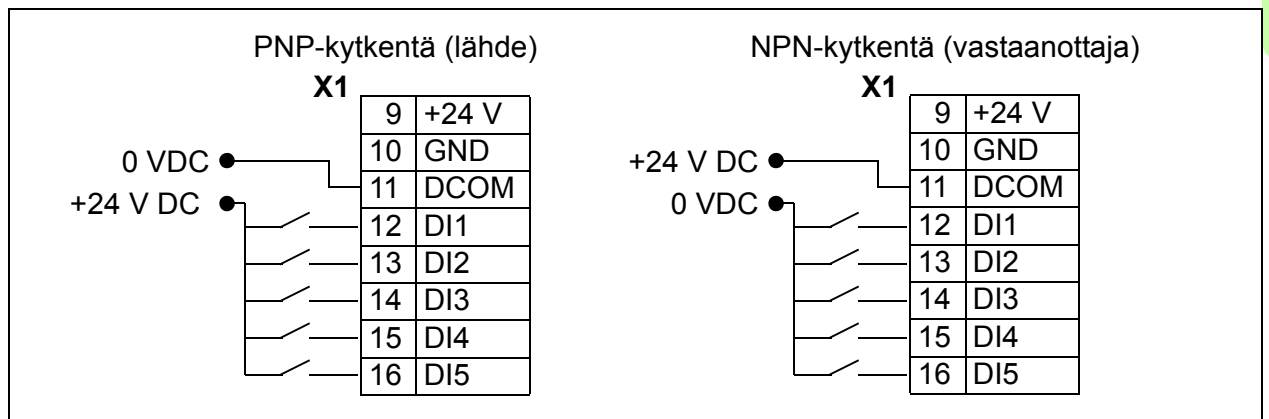 PNP-kytkentä (lähde)
X1
9 +24 V
10 GND
0 VDC
11 DCOM
+24 V DC
12 DI1
13 DI2
14 DI3
15 DI4
16 DI5
NPN-kytkentä (vastaanottaja)
X1
9 +24 V
10 GND
+24 V DC
11 DCOM
0 VDC
12 DI1
13 DI2
14 DI3
15 DI4
16 DI5